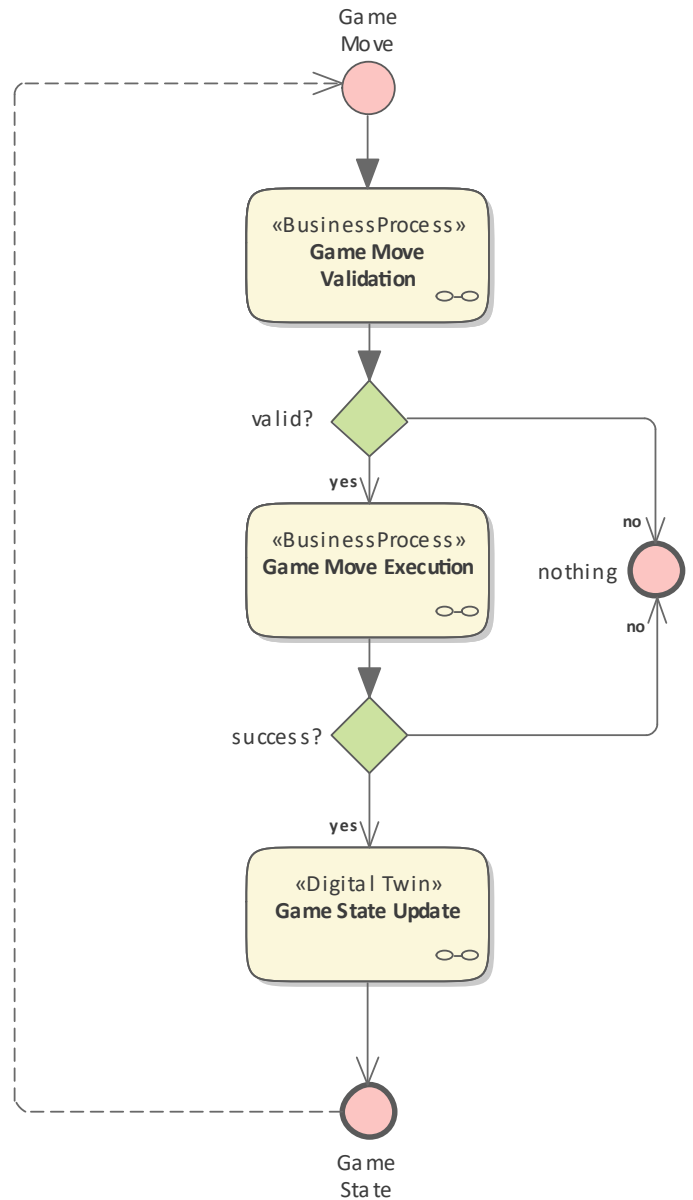 Game
Move
«BusinessProcess»
Game Move
Validation
valid?
yes
no
«BusinessProcess»
Game Move Execution
nothing
no
success?
yes
«Digital Twin»
Game State Update
Game
State